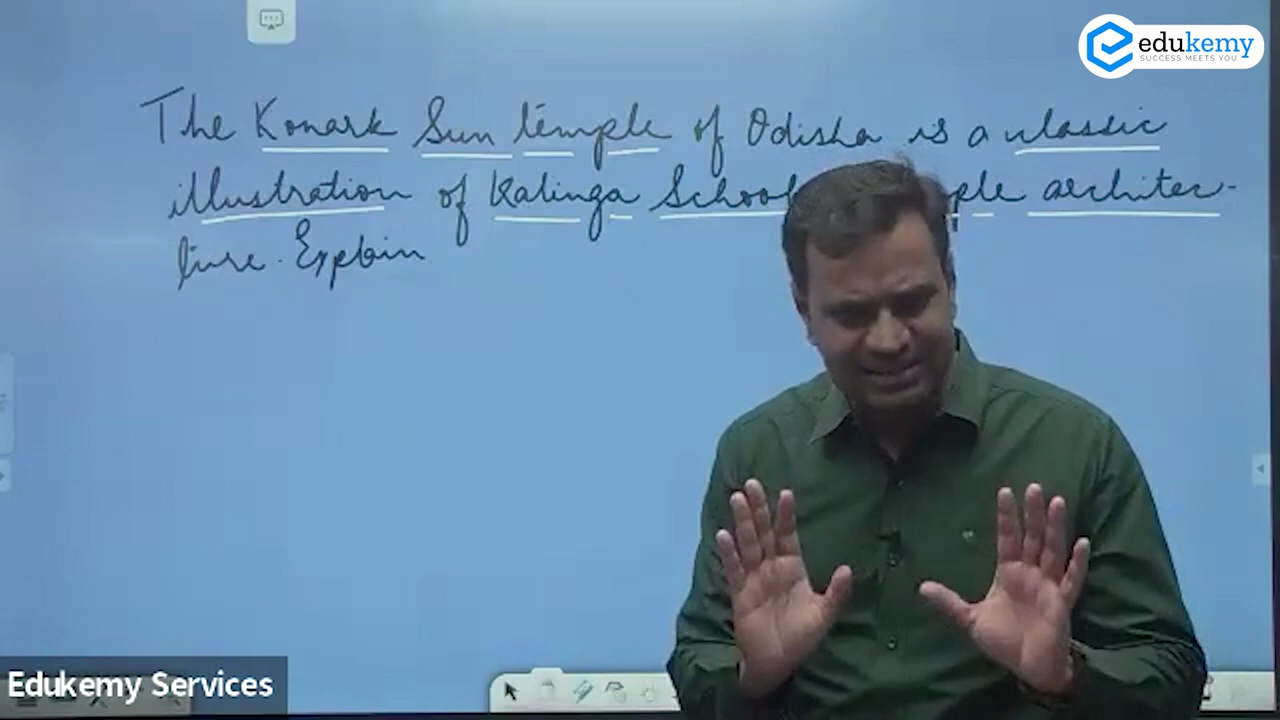 edukemy
SUCCESS MEETS YOU
The Konark Sun temple of Odisha is a classic
illustration of Kalinga School architec-
ture. Explain
Edukemy Services